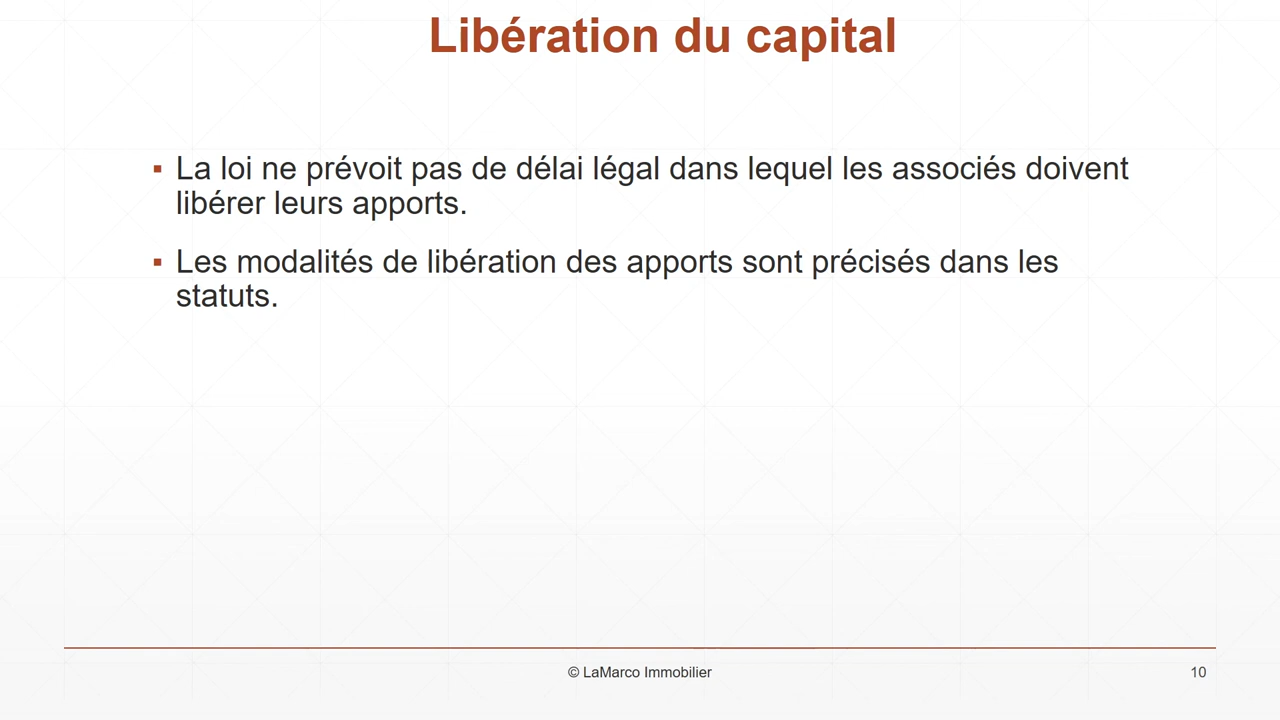 Libération du capital
▪ La loi ne prévoit pas de délai légal dans lequel les associés doivent
libérer leurs apports.
▪ Les modalités de libération des apports sont précisés dans les
statuts.
© LaMarco Immobilier
10